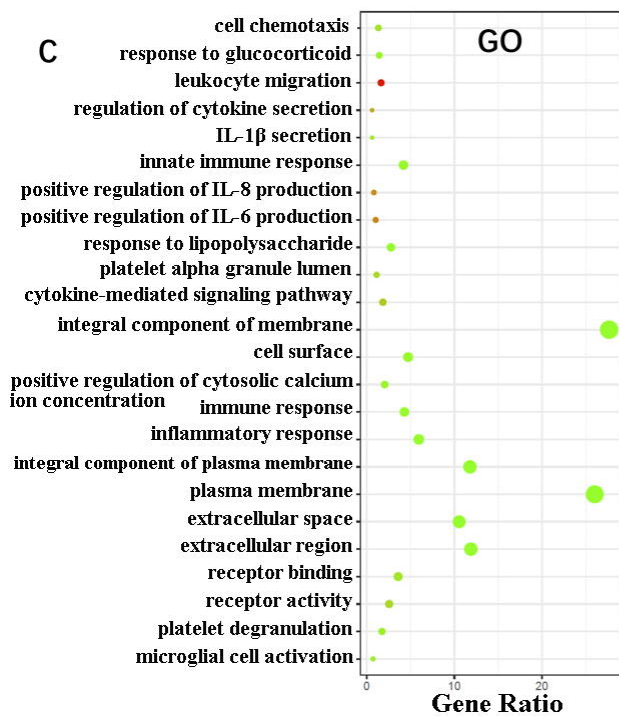 C
GO
cell chemotaxis
response to glucocorticoid
leukocyte migration
regulation of cytokine secretion
IL-1β secretion
innate immune response
positive regulation of IL-8 production
positive regulation of IL-6 production
response to lipopolysaccharide
platelet alpha granule lumen
cytokine-mediated signaling pathway
integral component of membrane
cell surface
positive regulation of cytosolic calcium
ion concentration
immune response
inflammatory response
integral component of plasma membrane
plasma membrane
extracellular space
extracellular region
receptor binding
receptor activity
platelet degranulation
microglial cell activation
0 10 20
Gene Ratio